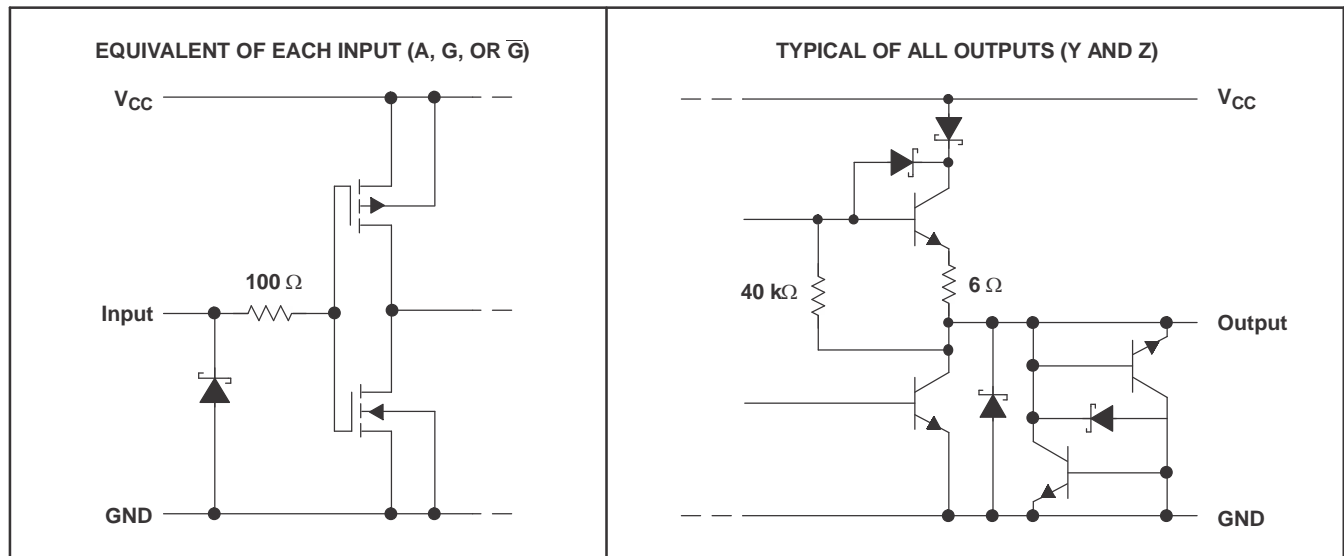 EQUIVALENT OF EACH INPUT (A, G, OR G̅)
VCC
100 Ω
Input
GND
TYPICAL OF ALL OUTPUTS (Y AND Z)
VCC
40 kΩ
6 Ω
Output
GND